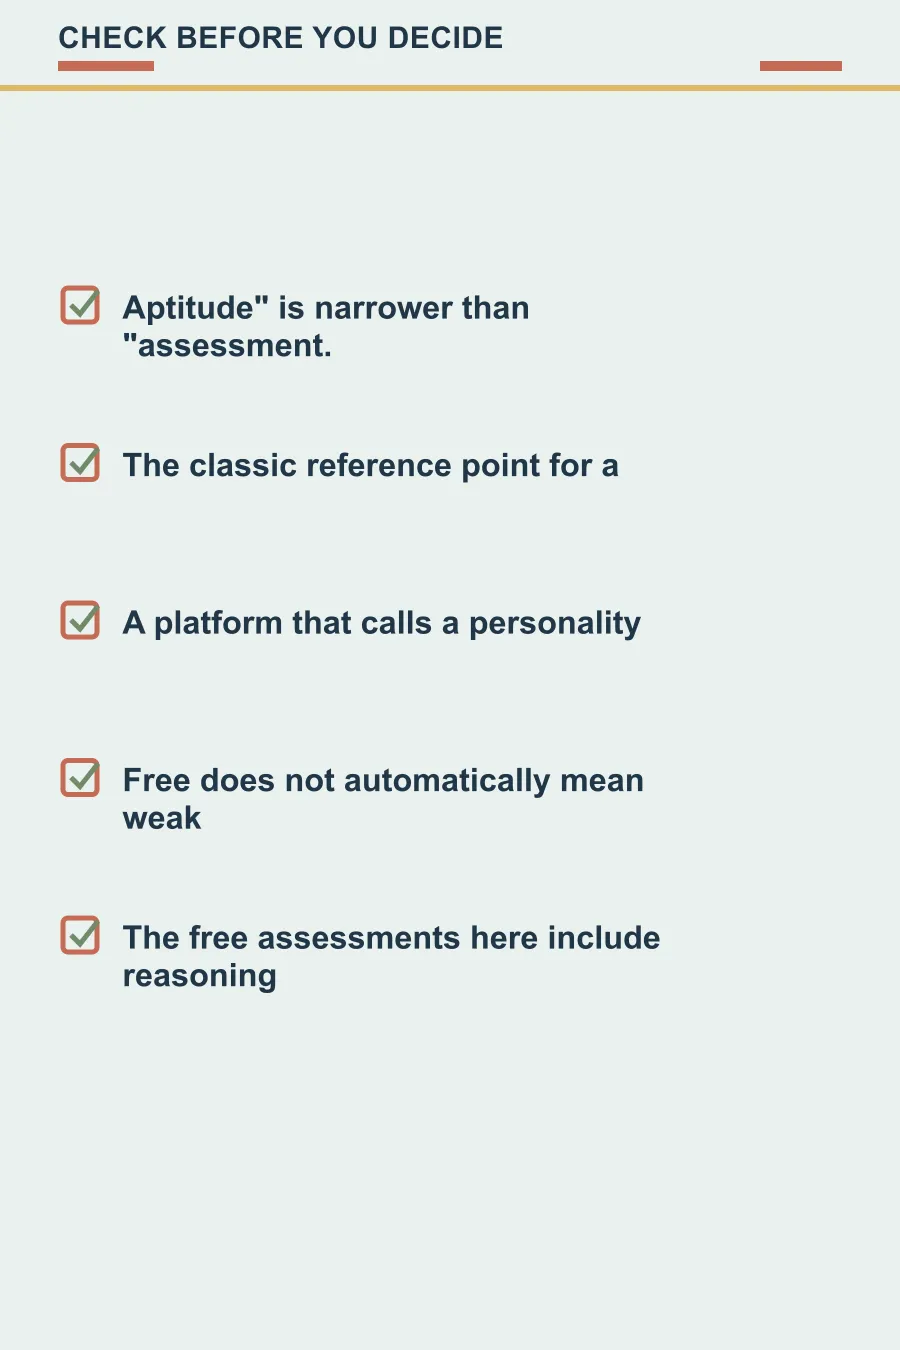 CHECK BEFORE YOU DECIDE
Aptitude" is narrower than
"assessment.
The classic reference point for a
A platform that calls a personality
Free does not automatically mean
weak
The free assessments here include
reasoning